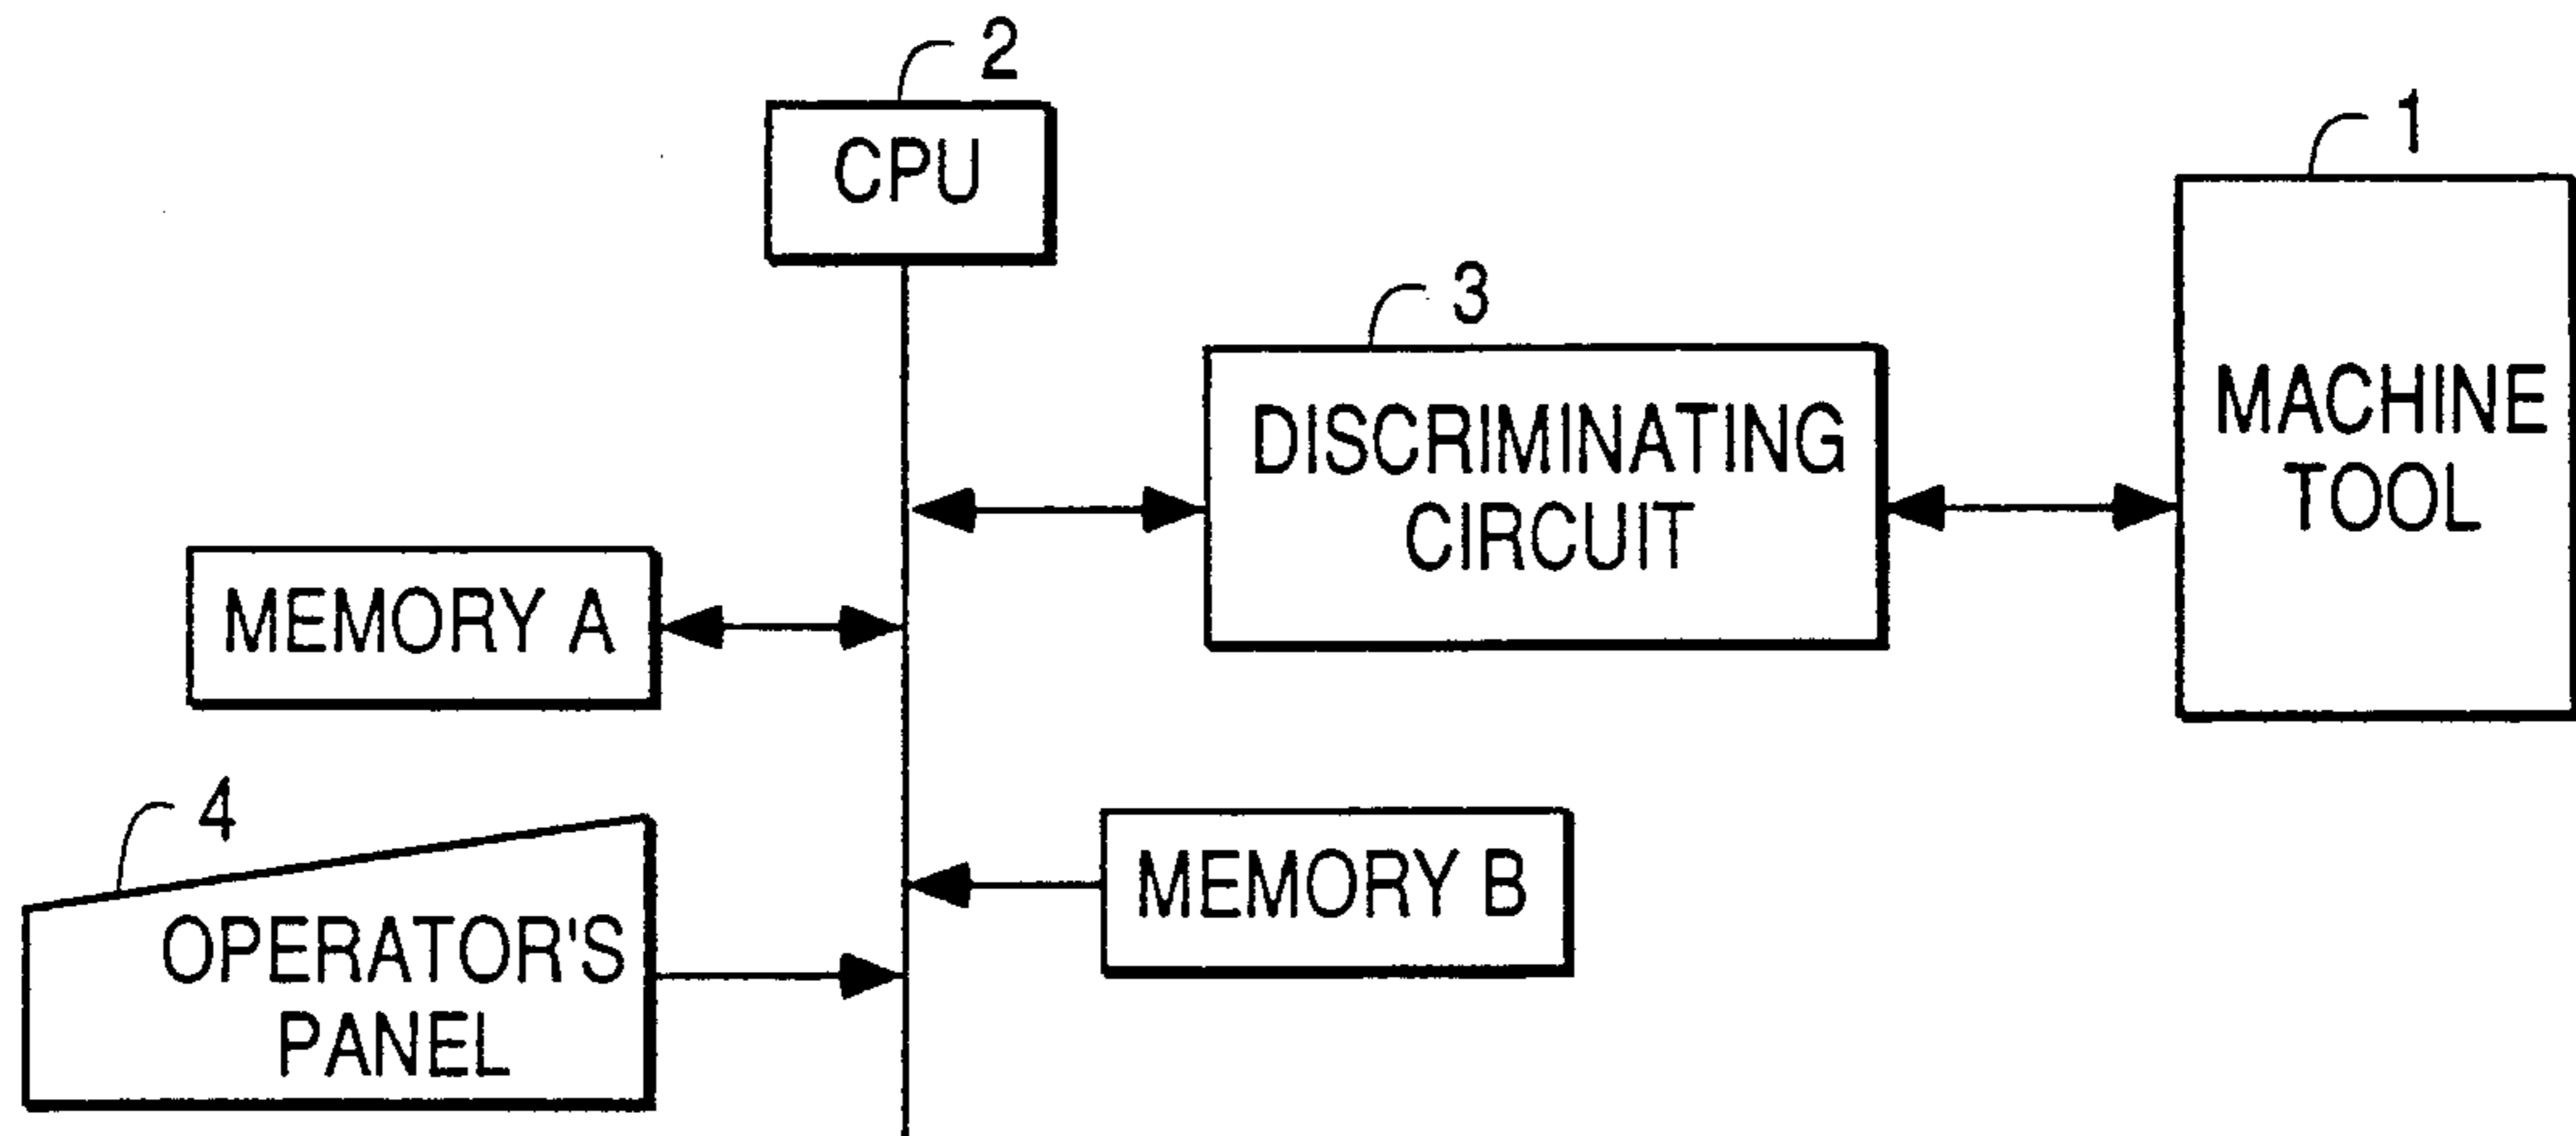 2
CPU
1
MACHINE
TOOL
3
DISCRIMINATING
CIRCUIT
MEMORY A
4
OPERATOR'S
PANEL
MEMORY B